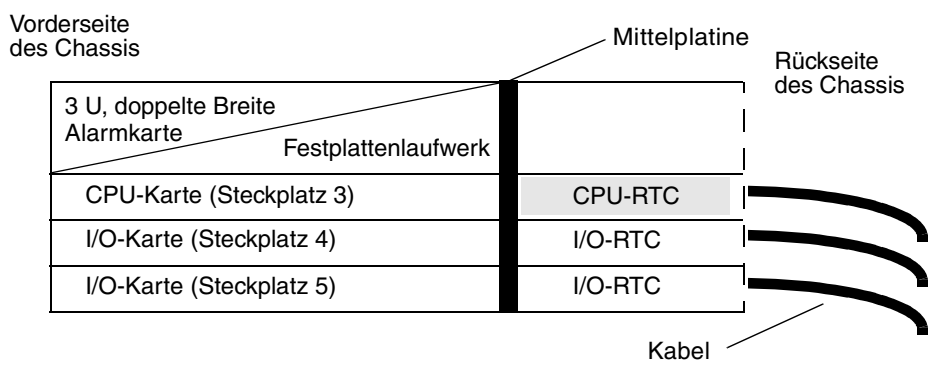 Vorderseite
des Chassis
Mittelplatine
Rückseite
des Chassis
3 U, doppelte Breite
Alarmkarte
Festplattenlaufwerk
CPU-Karte (Steckplatz 3)
CPU-RTC
I/O-Karte (Steckplatz 4)
I/O-RTC
I/O-Karte (Steckplatz 5)
I/O-RTC
Kabel